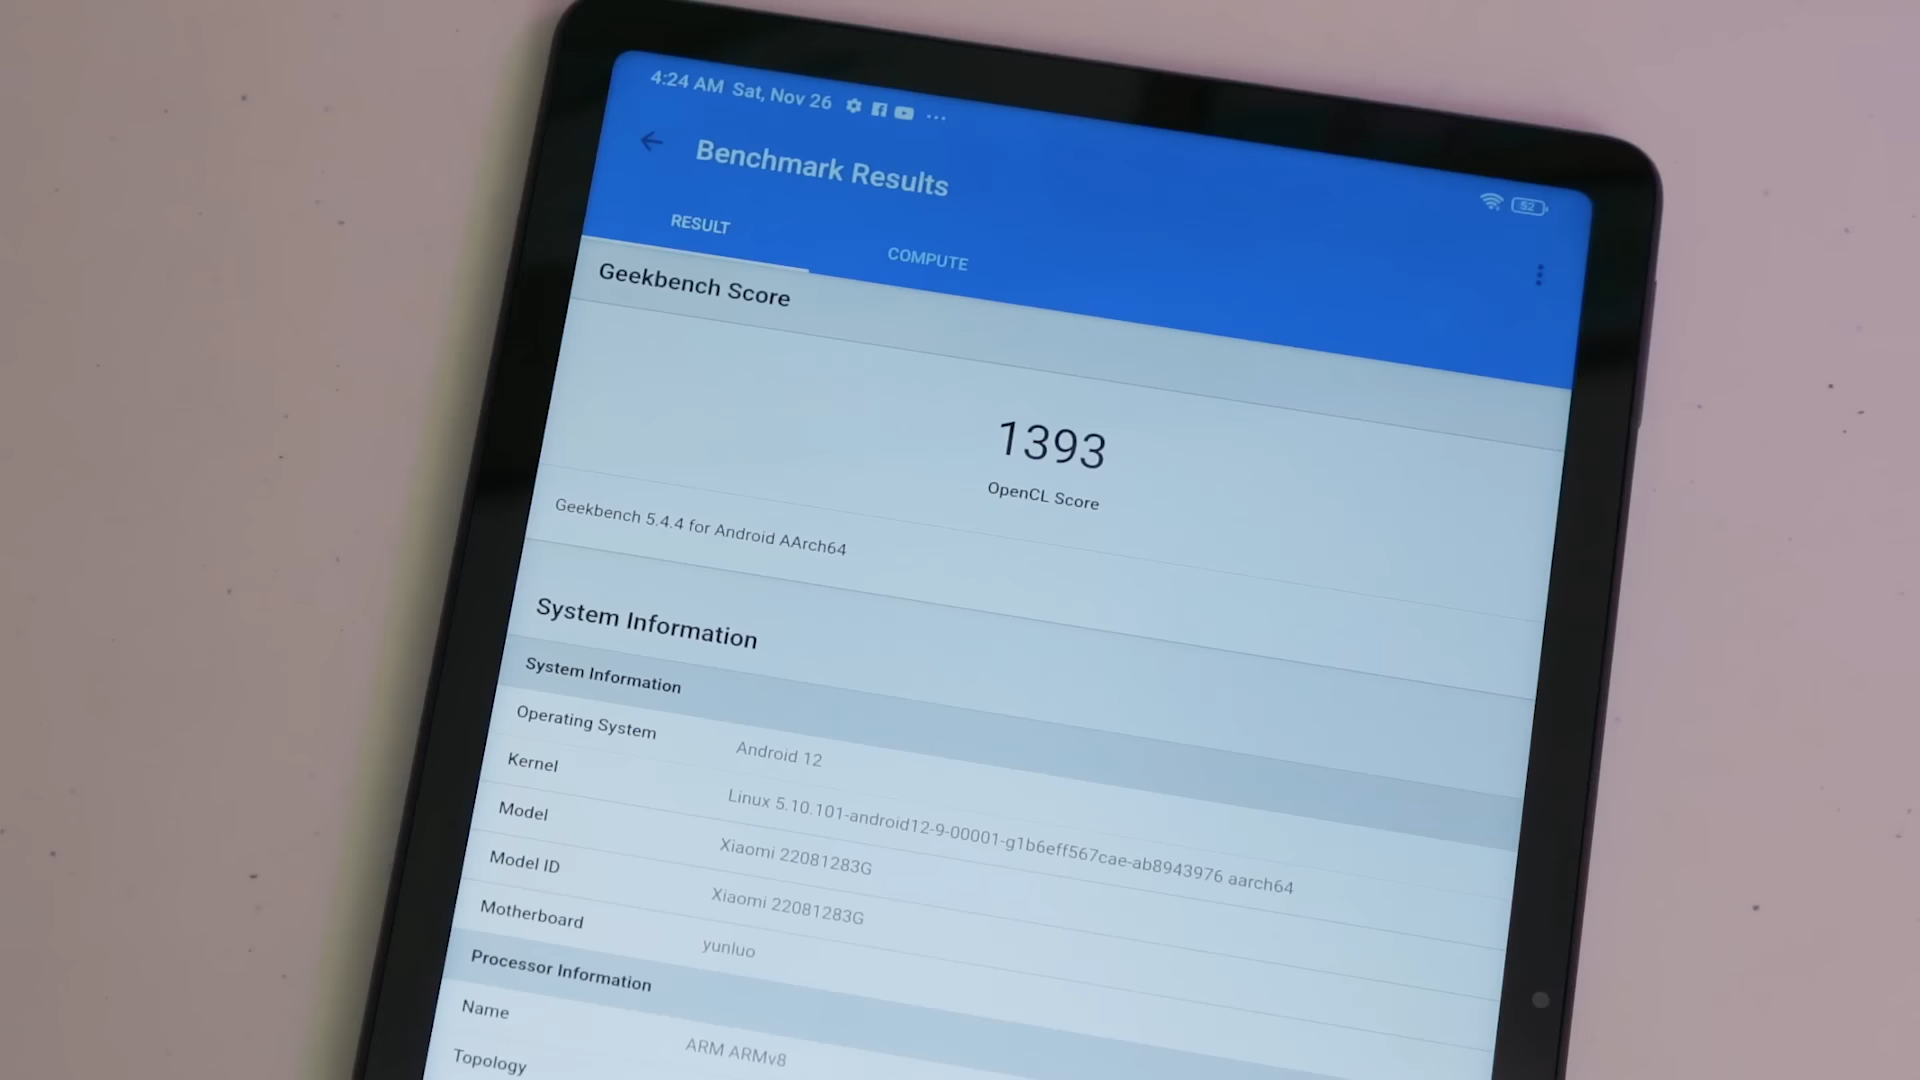 4:24 AM Sat, Nov 26 ...
52
Benchmark Results
RESULT COMPUTE
Geekbench Score
1393
OpenCL Score
Geekbench 5.4.4 for Android AArch64
System Information
System Information
Operating System Android 12
Kernel Linux 5.10.101-android12-9-00001-g1b6eff567cae-ab8943976 aarch64
Model Xiaomi 22081283G
Model ID Xiaomi 22081283G
Motherboard yunluo
Processor Information
Name ARM ARMv8
Topology